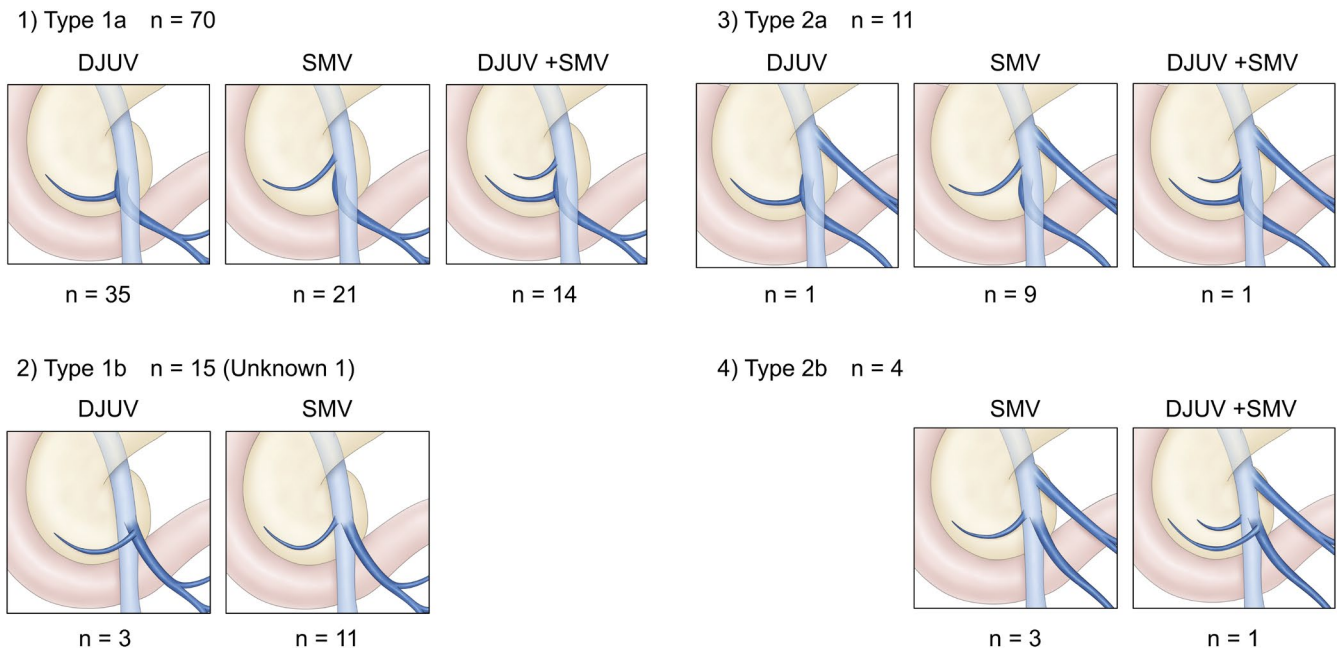 1) Type 1a n = 70
DJUV SMV DJUV +SMV
n = 35 n = 21 n = 14
2) Type 1b n = 15 (Unknown 1)
DJUV SMV
n = 3 n = 11
3) Type 2a n = 11
DJUV SMV DJUV +SMV
n = 1 n = 9 n = 1
4) Type 2b n = 4
SMV DJUV +SMV
n = 3 n = 1